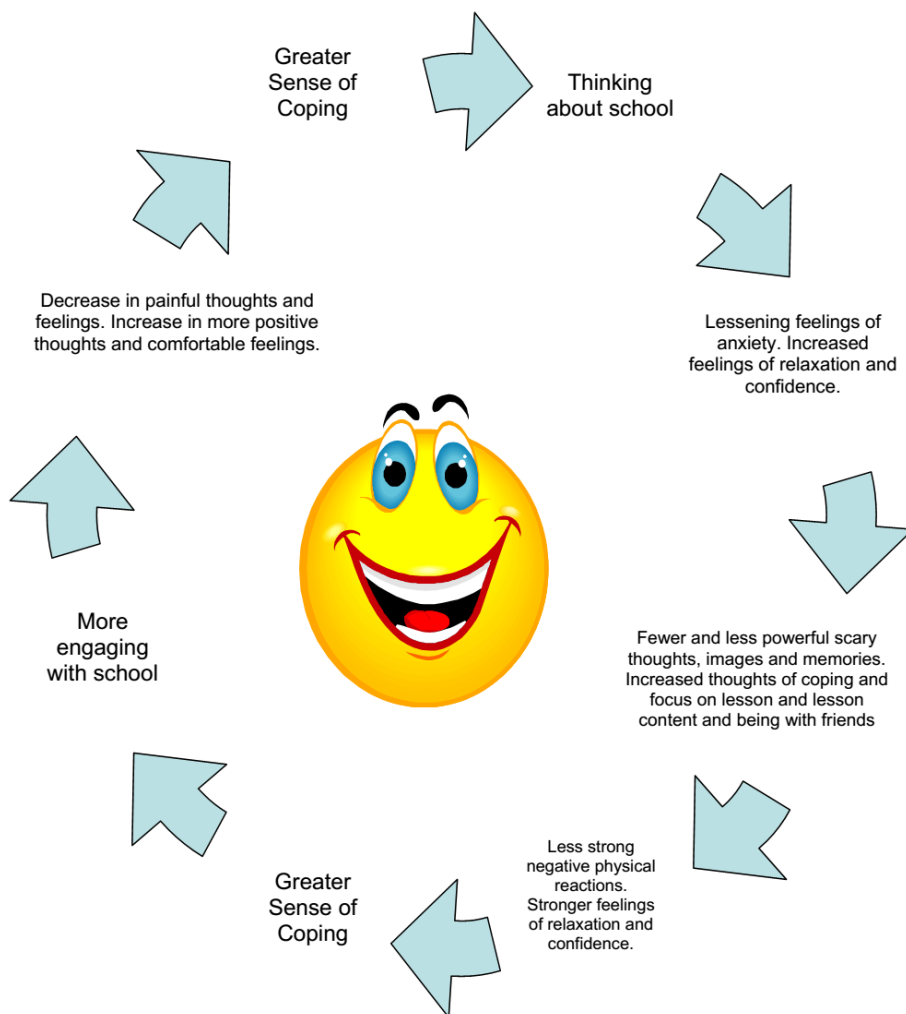 Greater
Sense of
Coping
Thinking
about school
Lessening feelings of
anxiety. Increased
feelings of relaxation and
confidence.
Fewer and less powerful scary
thoughts, images and memories.
Increased thoughts of coping and
focus on lesson and lesson
content and being with friends
Less strong
negative physical
reactions.
Stronger feelings
of relaxation and
confidence.
Greater
Sense of
Coping
More
engaging
with school
Decrease in painful thoughts and
feelings. Increase in more positive
thoughts and comfortable feelings.